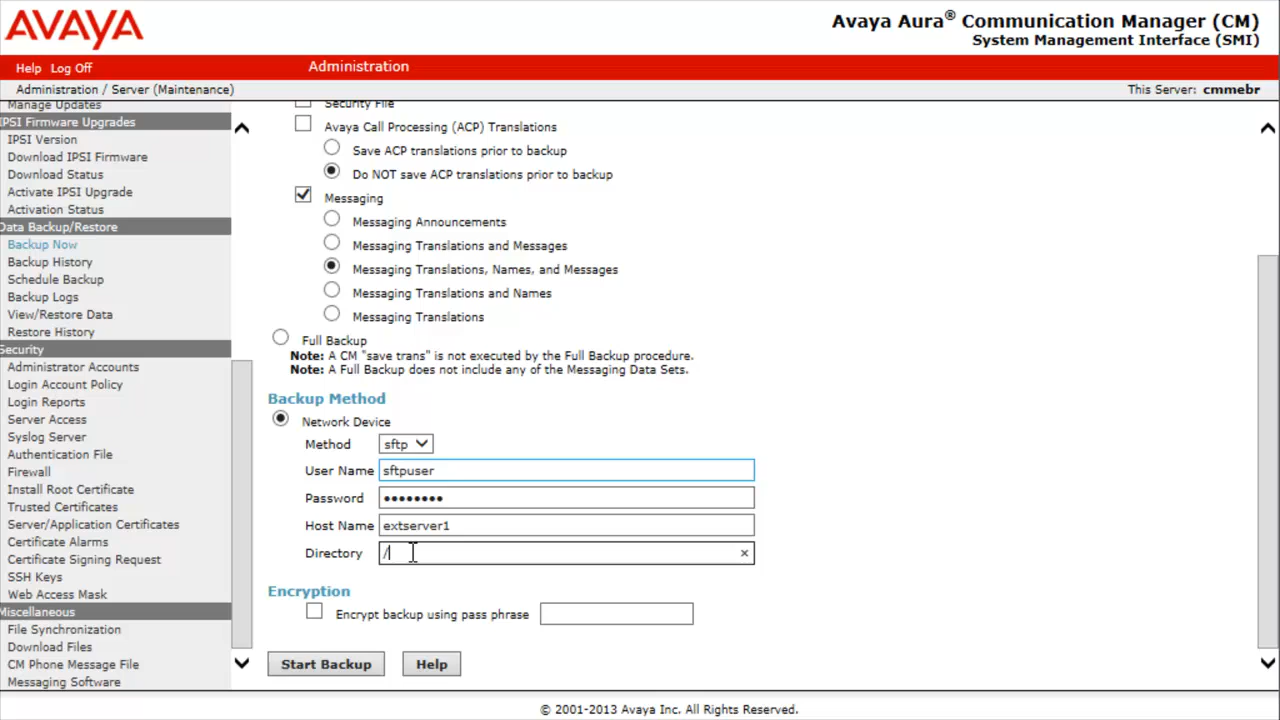 AVAYA
Avaya Aura® Communication Manager (CM)
System Management Interface (SMI)
Help Log Off
Administration
Administration / Server (Maintenance)
This Server: cmmebr
Manage Updates
IPSI Firmware Upgrades
IPSI Version
Download IPSI Firmware
Download Status
Activate IPSI Upgrade
Activation Status
Data Backup/Restore
Backup Now
Backup History
Schedule Backup
Backup Logs
View/Restore Data
Restore History
Security
Administrator Accounts
Login Account Policy
Login Reports
Server Access
Syslog Server
Authentication File
Firewall
Install Root Certificate
Trusted Certificates
Server/Application Certificates
Certificate Alarms
Certificate Signing Request
SSH Keys
Web Access Mask
Miscellaneous
File Synchronization
Download Files
CM Phone Message File
Messaging Software
Security File
Avaya Call Processing (ACP) Translations
Save ACP translations prior to backup
Do NOT save ACP translations prior to backup
Messaging
Messaging Announcements
Messaging Translations and Messages
Messaging Translations, Names, and Messages
Messaging Translations and Names
Messaging Translations
Full Backup
Note: A CM "save trans" is not executed by the Full Backup procedure.
Note: A Full Backup does not include any of the Messaging Data Sets.
Backup Method
Network Device
Method sftp
User Name sftpuser
Password ••••••••
Host Name extserver1
Directory / ×
Encryption
Encrypt backup using pass phrase
Start Backup Help
© 2001-2013 Avaya Inc. All Rights Reserved.